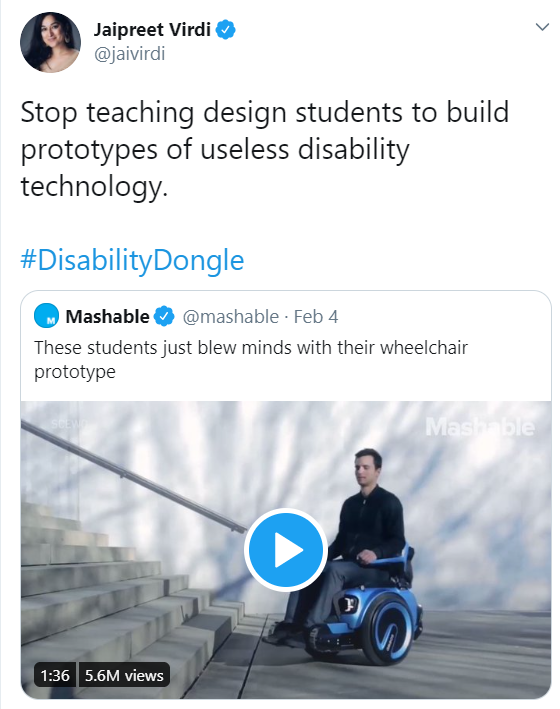 Jaipreet Virdi
@jaivirdi
Stop teaching design students to build
prototypes of useless disability
technology.
#DisabilityDongle
M
Mashable @mashable · Feb 4
These students just blew minds with their wheelchair
prototype
Mashable
1:36 5.6M views